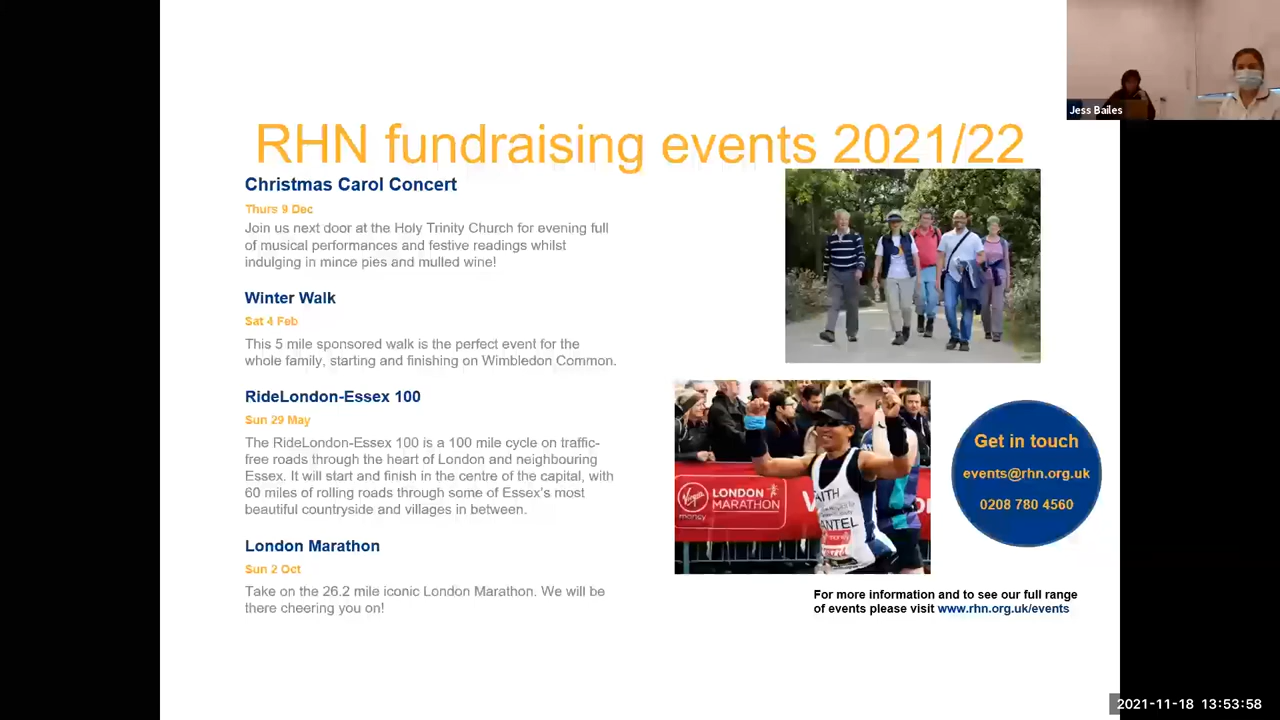 Jess Bailes
RHN fundraising events 2021/22
Christmas Carol Concert
Thurs 9 Dec
Join us next door at the Holy Trinity Church for evening full
of musical performances and festive readings whilst
indulging in mince pies and mulled wine!
Winter Walk
Sat 4 Feb
This 5 mile sponsored walk is the perfect event for the
whole family, starting and finishing on Wimbledon Common.
RideLondon-Essex 100
Sun 29 May
The RideLondon-Essex 100 is a 100 mile cycle on traffic-
free roads through the heart of London and neighbouring
Essex. It will start and finish in the centre of the capital, with
60 miles of rolling roads through some of Essex's most
beautiful countryside and villages in between.
London Marathon
Sun 2 Oct
Take on the 26.2 mile iconic London Marathon. We will be
there cheering you on!
Virgin
money
LONDON
MARATHON
Get in touch
events@rhn.org.uk
0208 780 4560
For more information and to see our full range
of events please visit www.rhn.org.uk/events
2021-11-18 13:53:58